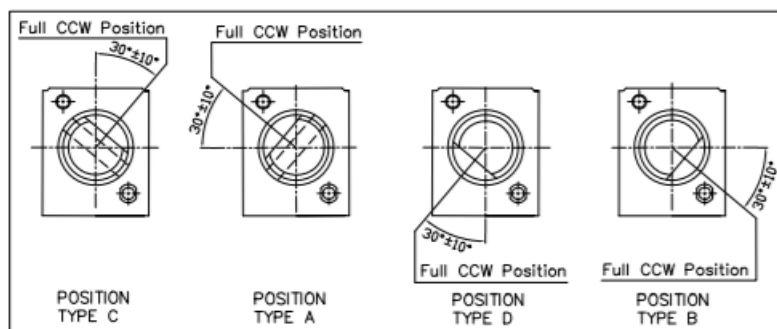 Full CCW Position
30°±10°
POSITION
TYPE C
Full CCW Position
30°±10°
POSITION
TYPE A
30°±10°
Full CCW Position
POSITION
TYPE D
30°±10°
Full CCW Position
POSITION
TYPE B